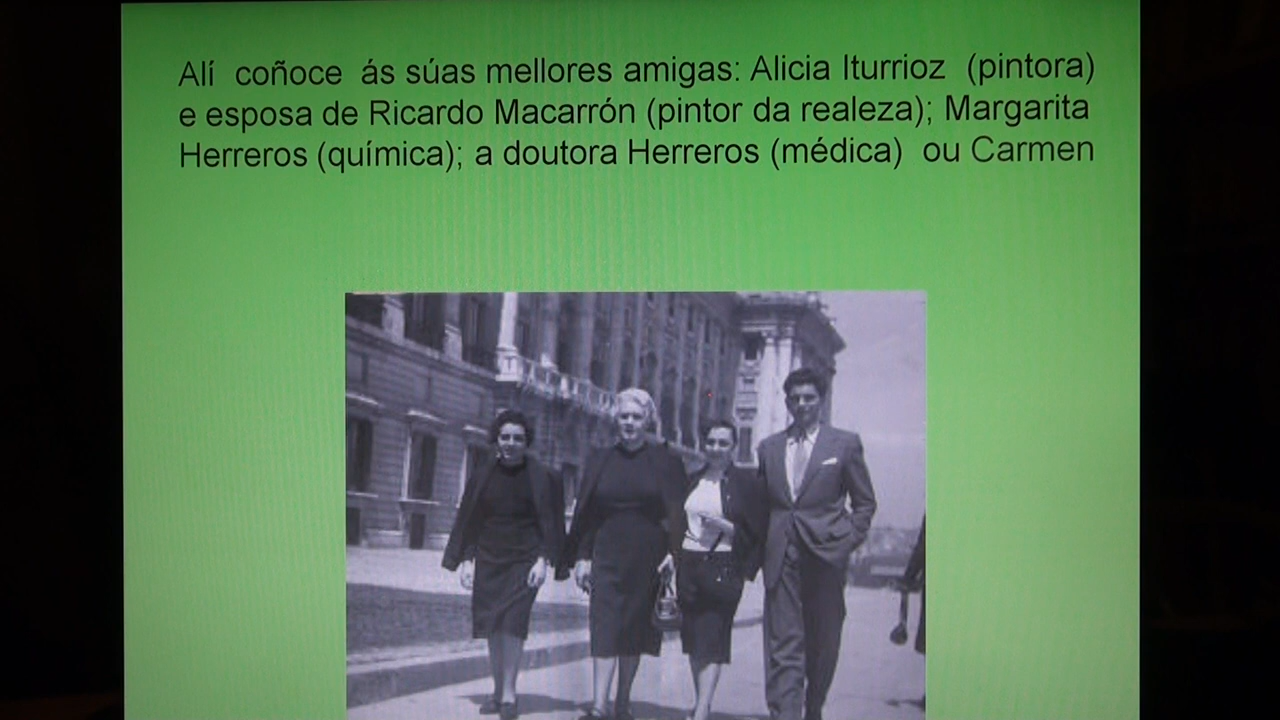 Alí coñoce ás súas mellores amigas: Alicia Iturrioz (pintora)
e esposa de Ricardo Macarrón (pintor da realeza); Margarita
Herreros (química); a doutora Herreros (médica) ou Carmen